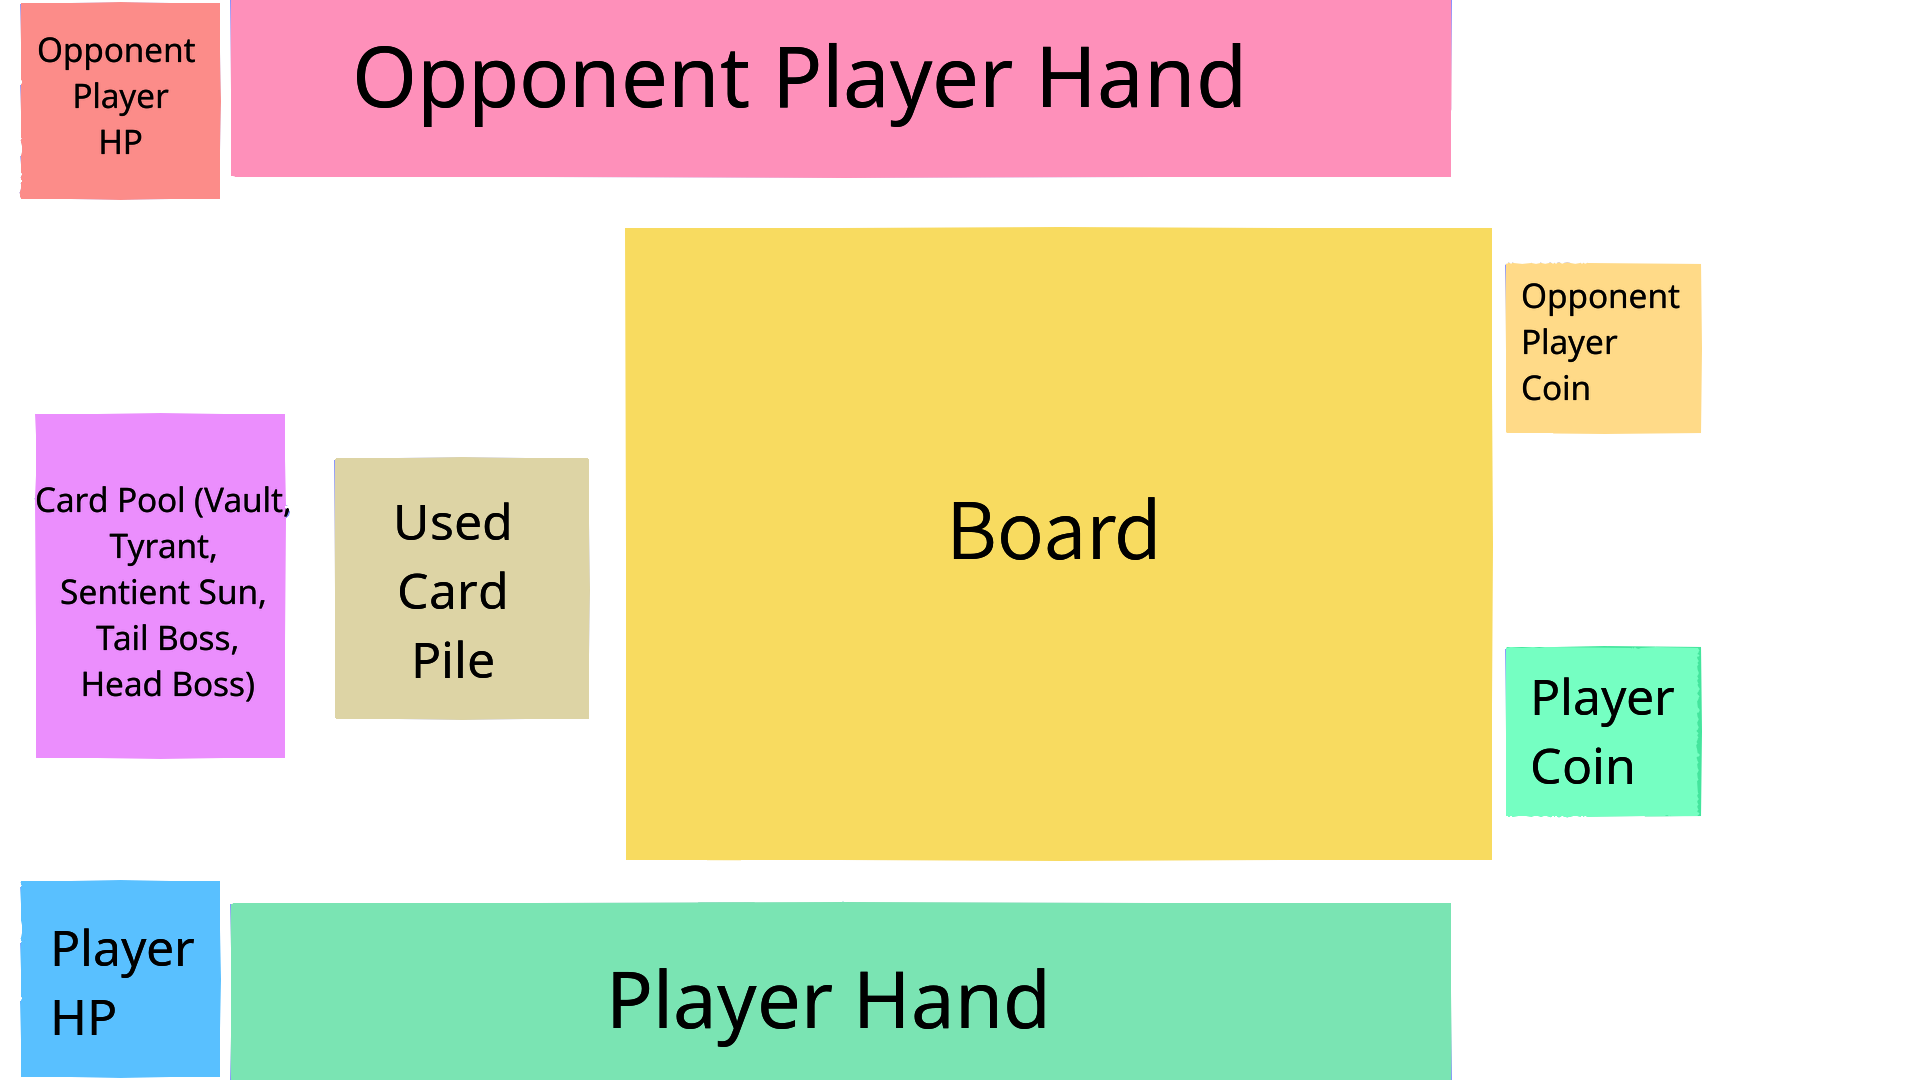 Opponent
Player
HP
Opponent Player Hand
Opponent
Player
Coin
Card Pool (Vault,
Tyrant,
Sentient Sun,
Tail Boss,
Head Boss)
Used
Card
Pile
Board
Player
Coin
Player
HP
Player Hand